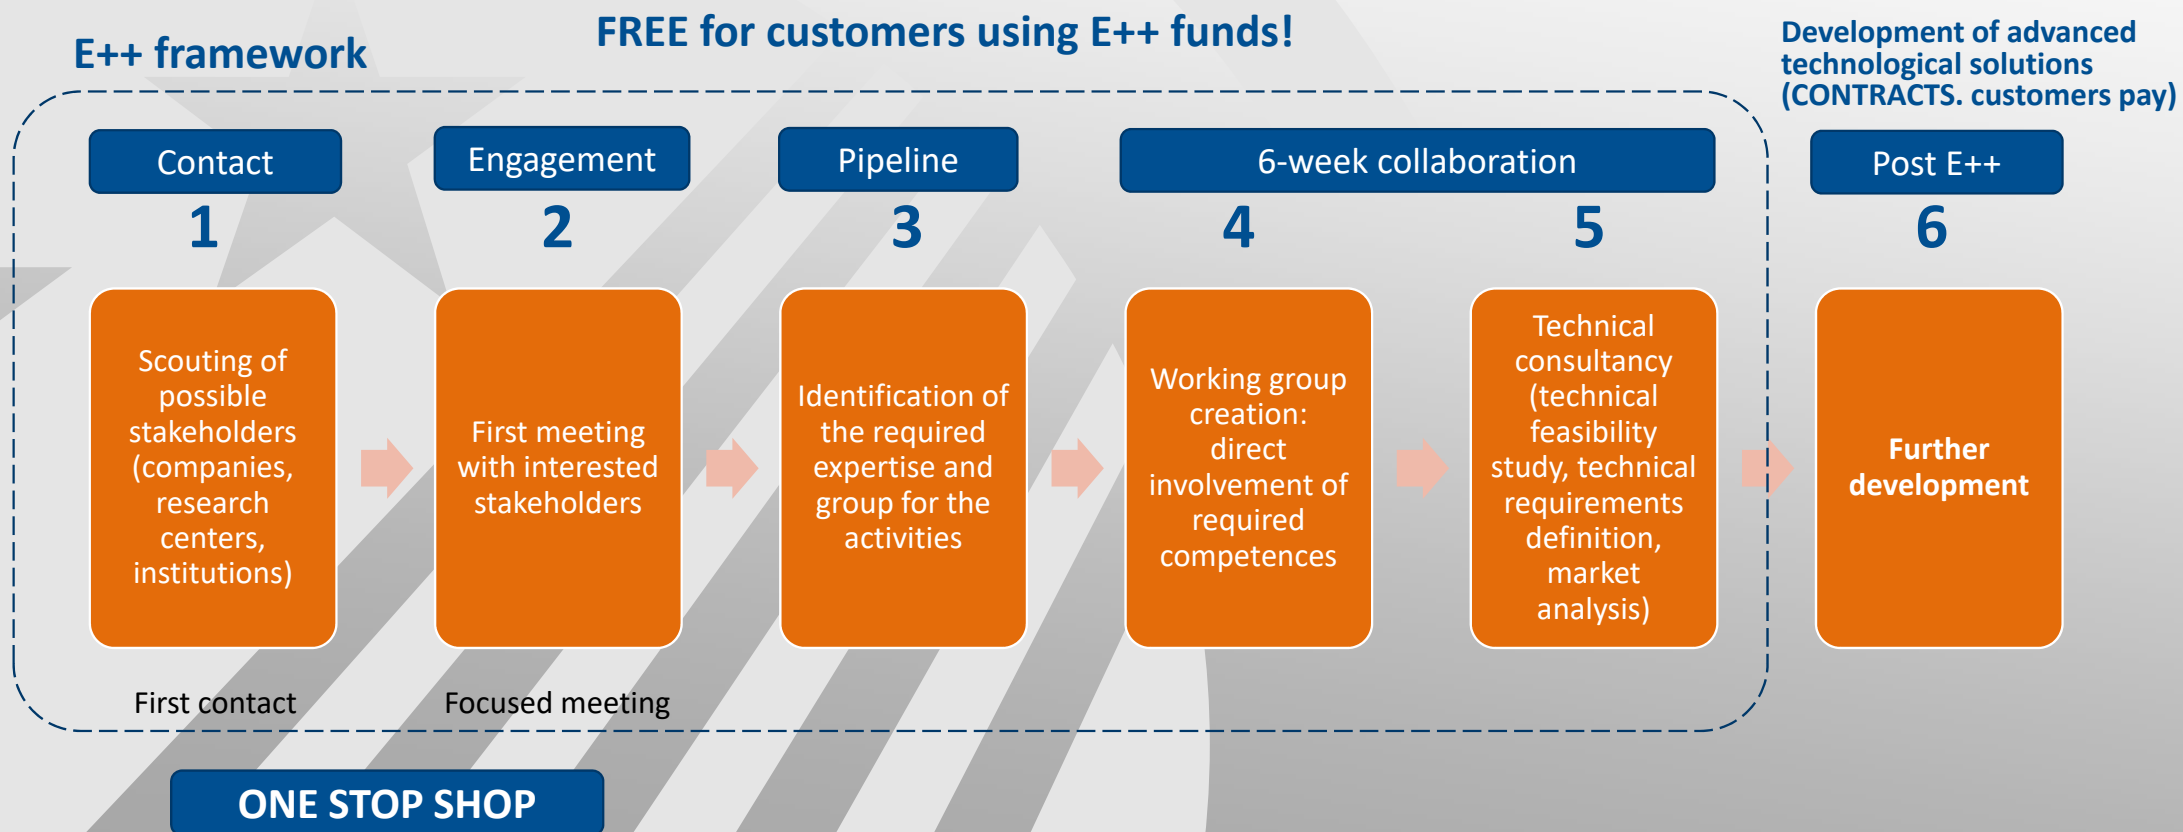 FREE for customers using E++ funds!
E++ framework
Development of advanced
technological solutions
(CONTRACTS. customers pay)
Contact
Engagement
Pipeline
6-week collaboration
Post E++
1
2
3
4
5
6
Scouting of
possible
stakeholders
(companies,
research
centers,
institutions)
First meeting
with interested
stakeholders
Identification of
the required
expertise and
group for the
activities
Working group
creation:
direct
involvement of
required
competences
Technical
consultancy
(technical
feasibility
study, technical
requirements
definition,
market
analysis)
Further
development
First contact
Focused meeting
ONE STOP SHOP